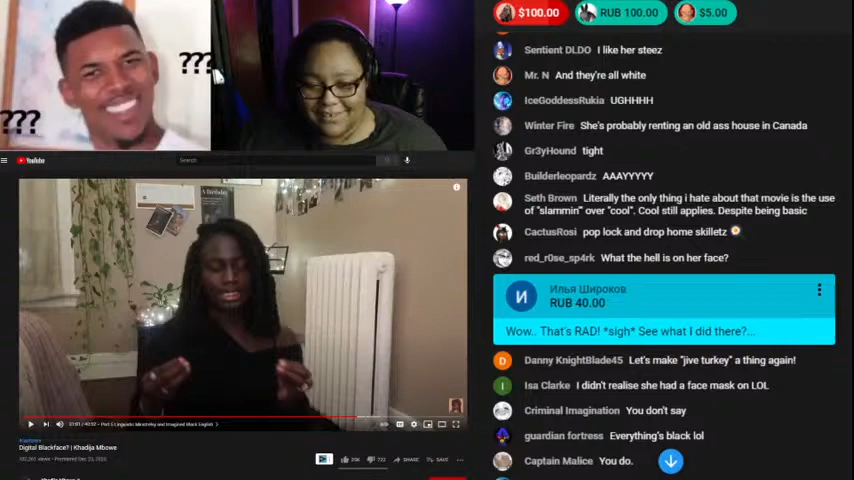 ???
???
YouTube
Search
Digital Blackface? | Khadija Mbowe
SHARE
SAVE
$100.00
RUB 100.00
$5.00
Sentient DLDO I like her steez
Mr. N And they're all white
IceGoddessRukia UGHHHH
Winter Fire She's probably renting an old ass house in Canada
Gr3yHound tight
Builderleopardz AAAYYYYY
Seth Brown Literally the only thing i hate about that movie is the use
of "slammin" over "cool". Cool still applies. Despite being basic
CactusRosi pop lock and drop home skilletz
red_r0se_sp4rk What the hell is on her face?
И
Илья Широков
RUB 40.00
Wow.. That's RAD! *sigh* See what I did there?...
Danny KnightBlade45 Let's make "jive turkey" a thing again!
Isa Clarke I didn't realise she had a face mask on LOL
Criminal Imagination You don't say
guardian fortress Everything's black lol
Captain Malice You do.